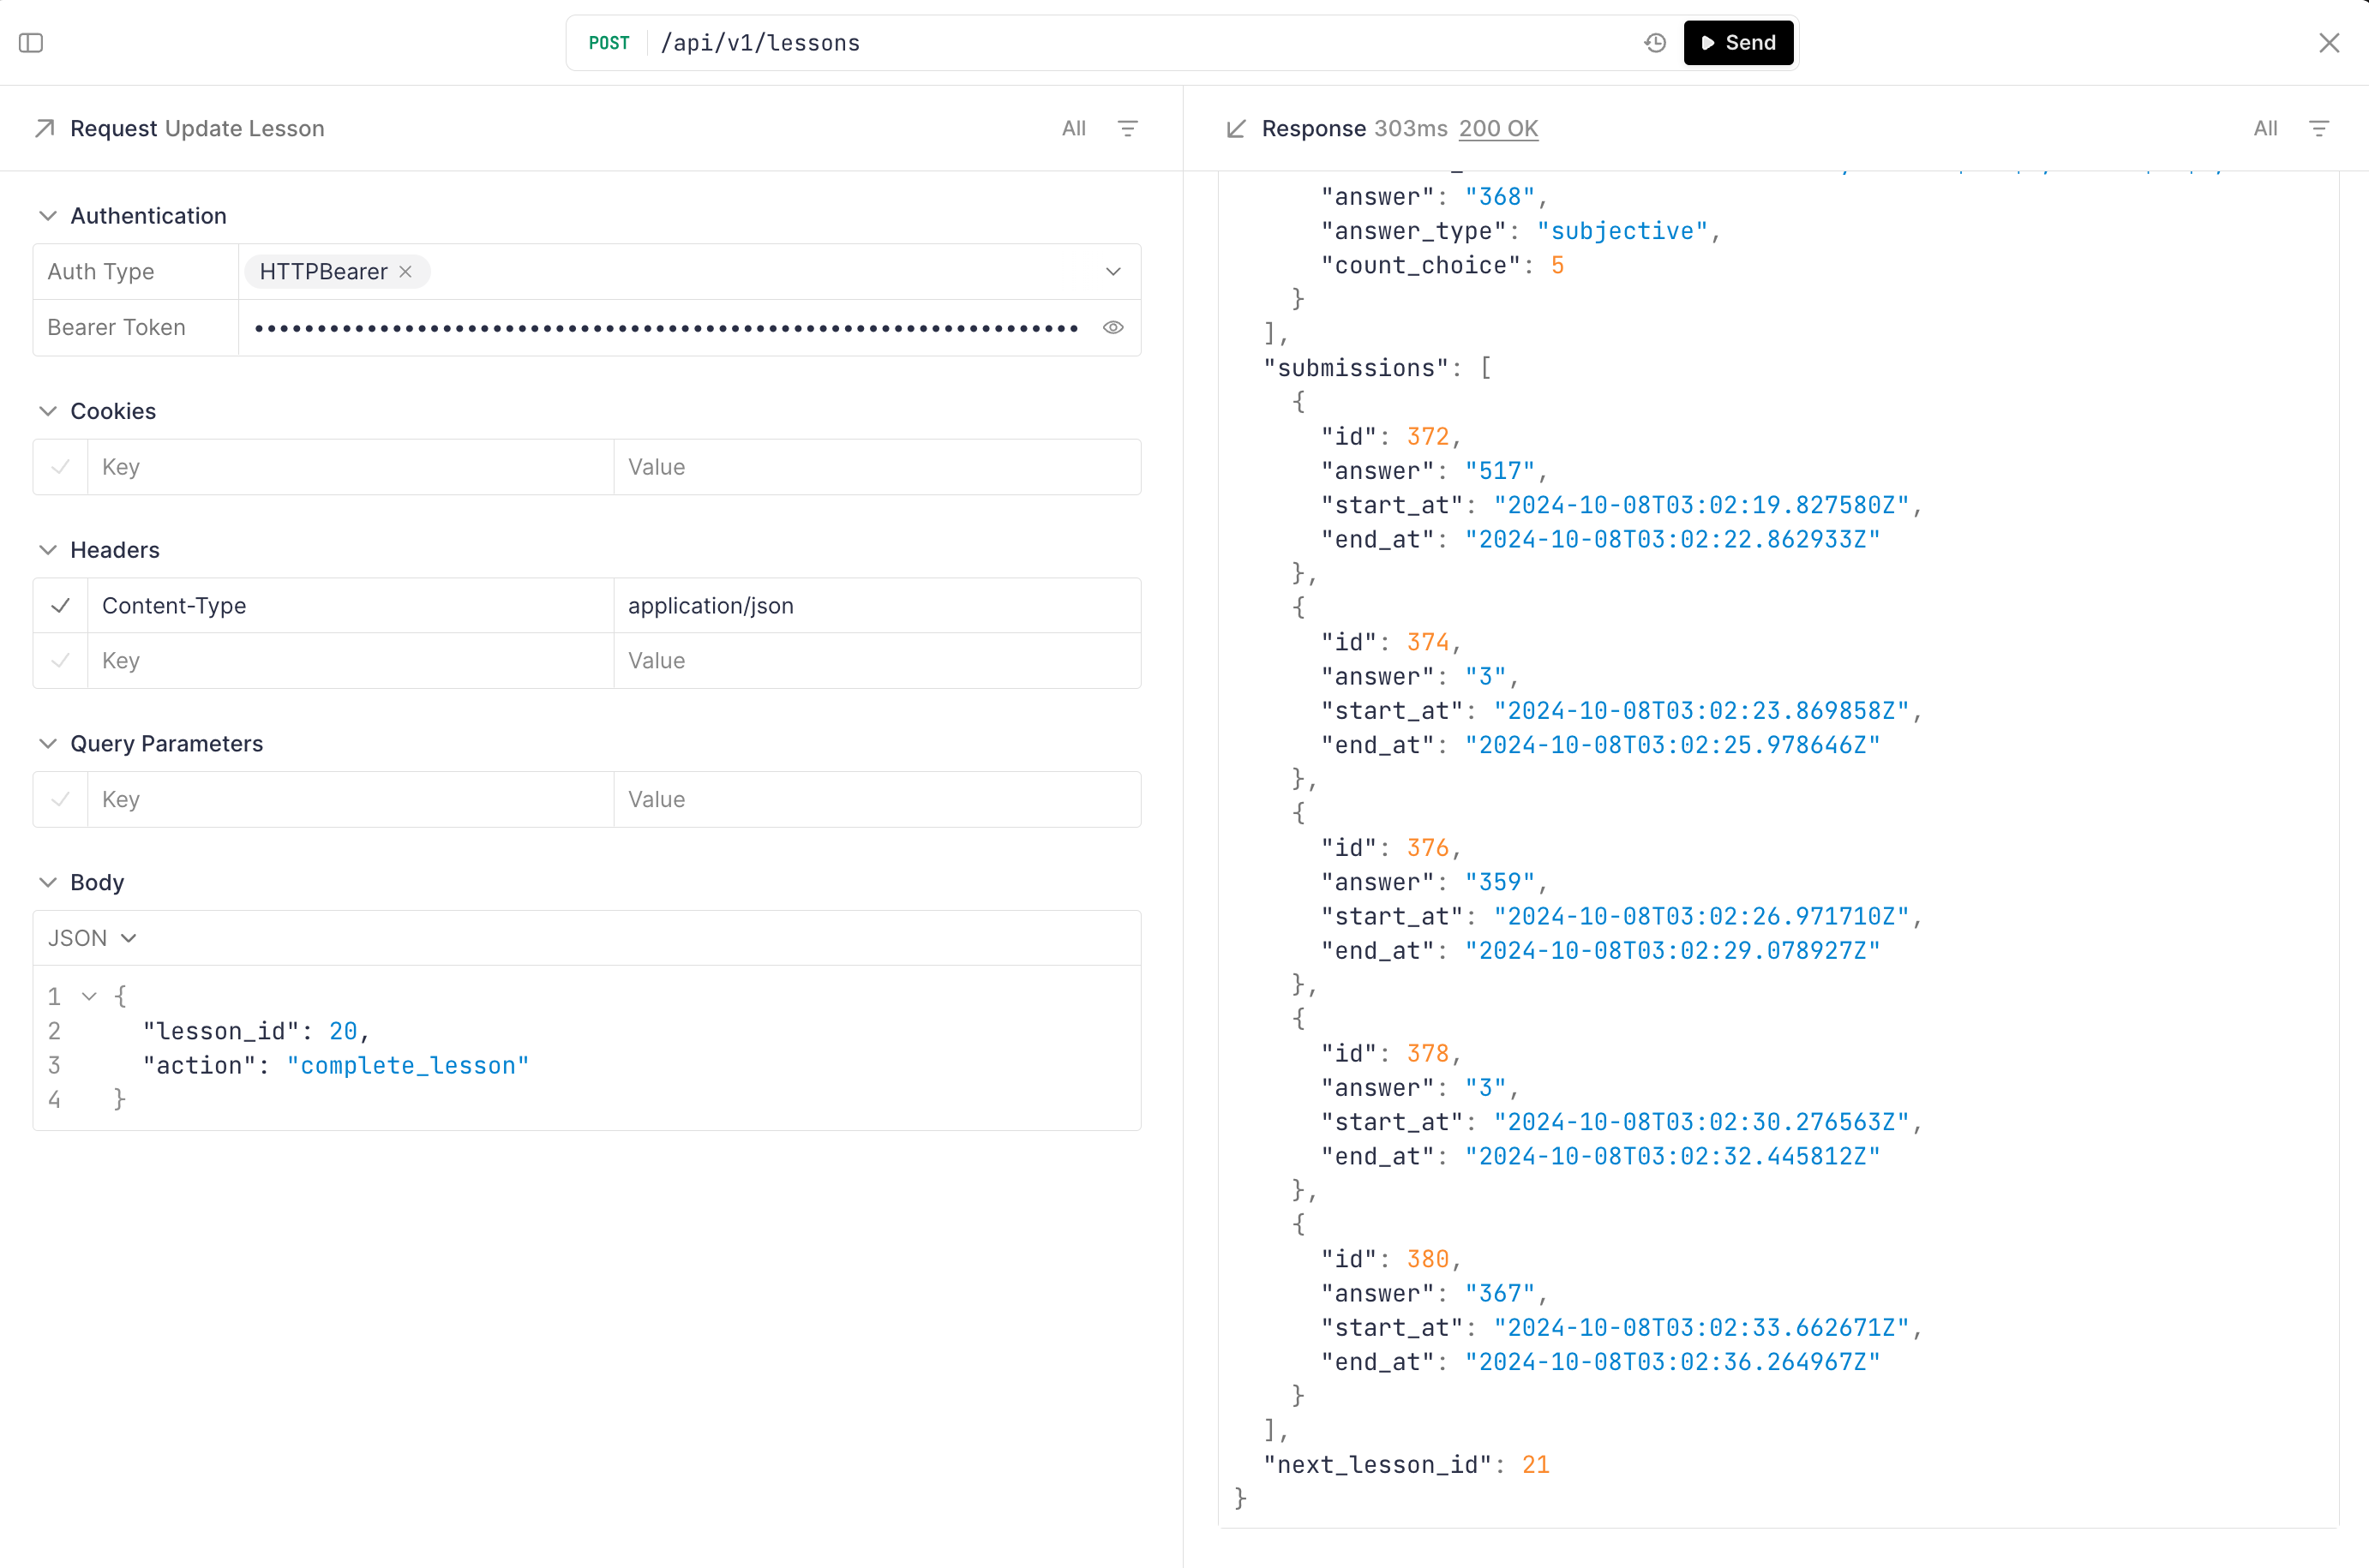 POST /api/v1/lessons Send
Request Update Lesson All
Authentication
Auth Type HTTPBearer
Bearer Token
Cookies
Key Value
Headers
Content-Type application/json
Key Value
Query Parameters
Key Value
Body
JSON
1 {
2 "lesson_id": 20,
3 "action": "complete_lesson"
4 }
Response 303ms 200 OK All
"answer": "368",
"answer_type": "subjective",
"count_choice": 5
}
],
"submissions": [
{
"id": 372,
"answer": "517",
"start_at": "2024-10-08T03:02:19.827580Z",
"end_at": "2024-10-08T03:02:22.862933Z"
},
{
"id": 374,
"answer": "3",
"start_at": "2024-10-08T03:02:23.869858Z",
"end_at": "2024-10-08T03:02:25.978646Z"
},
{
"id": 376,
"answer": "359",
"start_at": "2024-10-08T03:02:26.971710Z",
"end_at": "2024-10-08T03:02:29.078927Z"
},
{
"id": 378,
"answer": "3",
"start_at": "2024-10-08T03:02:30.276563Z",
"end_at": "2024-10-08T03:02:32.445812Z"
},
{
"id": 380,
"answer": "367",
"start_at": "2024-10-08T03:02:33.662671Z",
"end_at": "2024-10-08T03:02:36.264967Z"
}
],
"next_lesson_id": 21
}